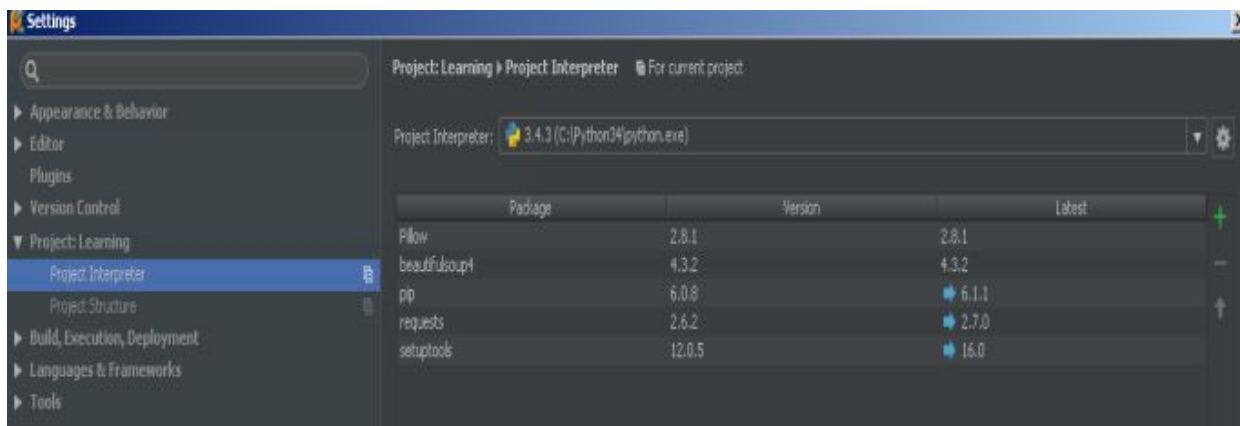 Settings
Appearance & Behavior
Editor
Plugins
Version Control
Project: Learning
Project Interpreter
Project Structure
Build, Execution, Deployment
Languages & Frameworks
Tools
Project: Learning Project Interpreter For current project
Project Interpreter: 3.4.3 (C:\Python34\python.exe)
Package Version Latest
Pillow 2.8.1 2.8.1
beautifulsoup4 4.3.2 4.3.2
pip 6.0.8 6.1.1
requests 2.6.2 2.7.0
setuptools 12.0.5 16.0